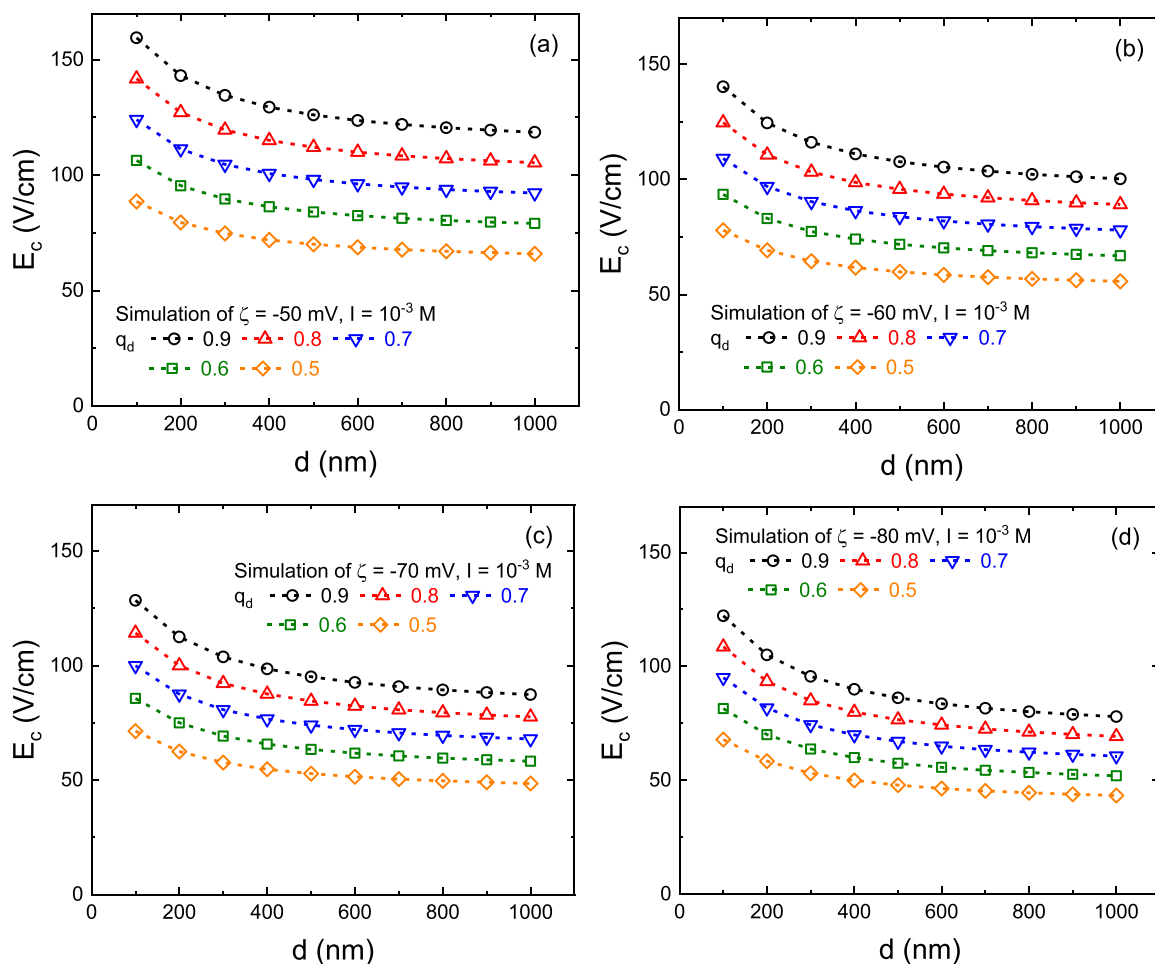 (a)
150
100
50
0
E_c (V/cm)
Simulation of ζ = -50 mV, I = 10⁻³ M
q_d 0.9 0.8 0.7
0.6 0.5
0 200 400 600 800 1000
d (nm)
(b)
150
100
50
0
E_c (V/cm)
Simulation of ζ = -60 mV, I = 10⁻³ M
q_d 0.9 0.8 0.7
0.6 0.5
0 200 400 600 800 1000
d (nm)
(c)
150
100
50
0
E_c (V/cm)
Simulation of ζ = -70 mV, I = 10⁻³ M
q_d 0.9 0.8 0.7
0.6 0.5
0 200 400 600 800 1000
d (nm)
(d)
150
100
50
0
E_c (V/cm)
Simulation of ζ = -80 mV, I = 10⁻³ M
q_d 0.9 0.8 0.7
0.6 0.5
0 200 400 600 800 1000
d (nm)